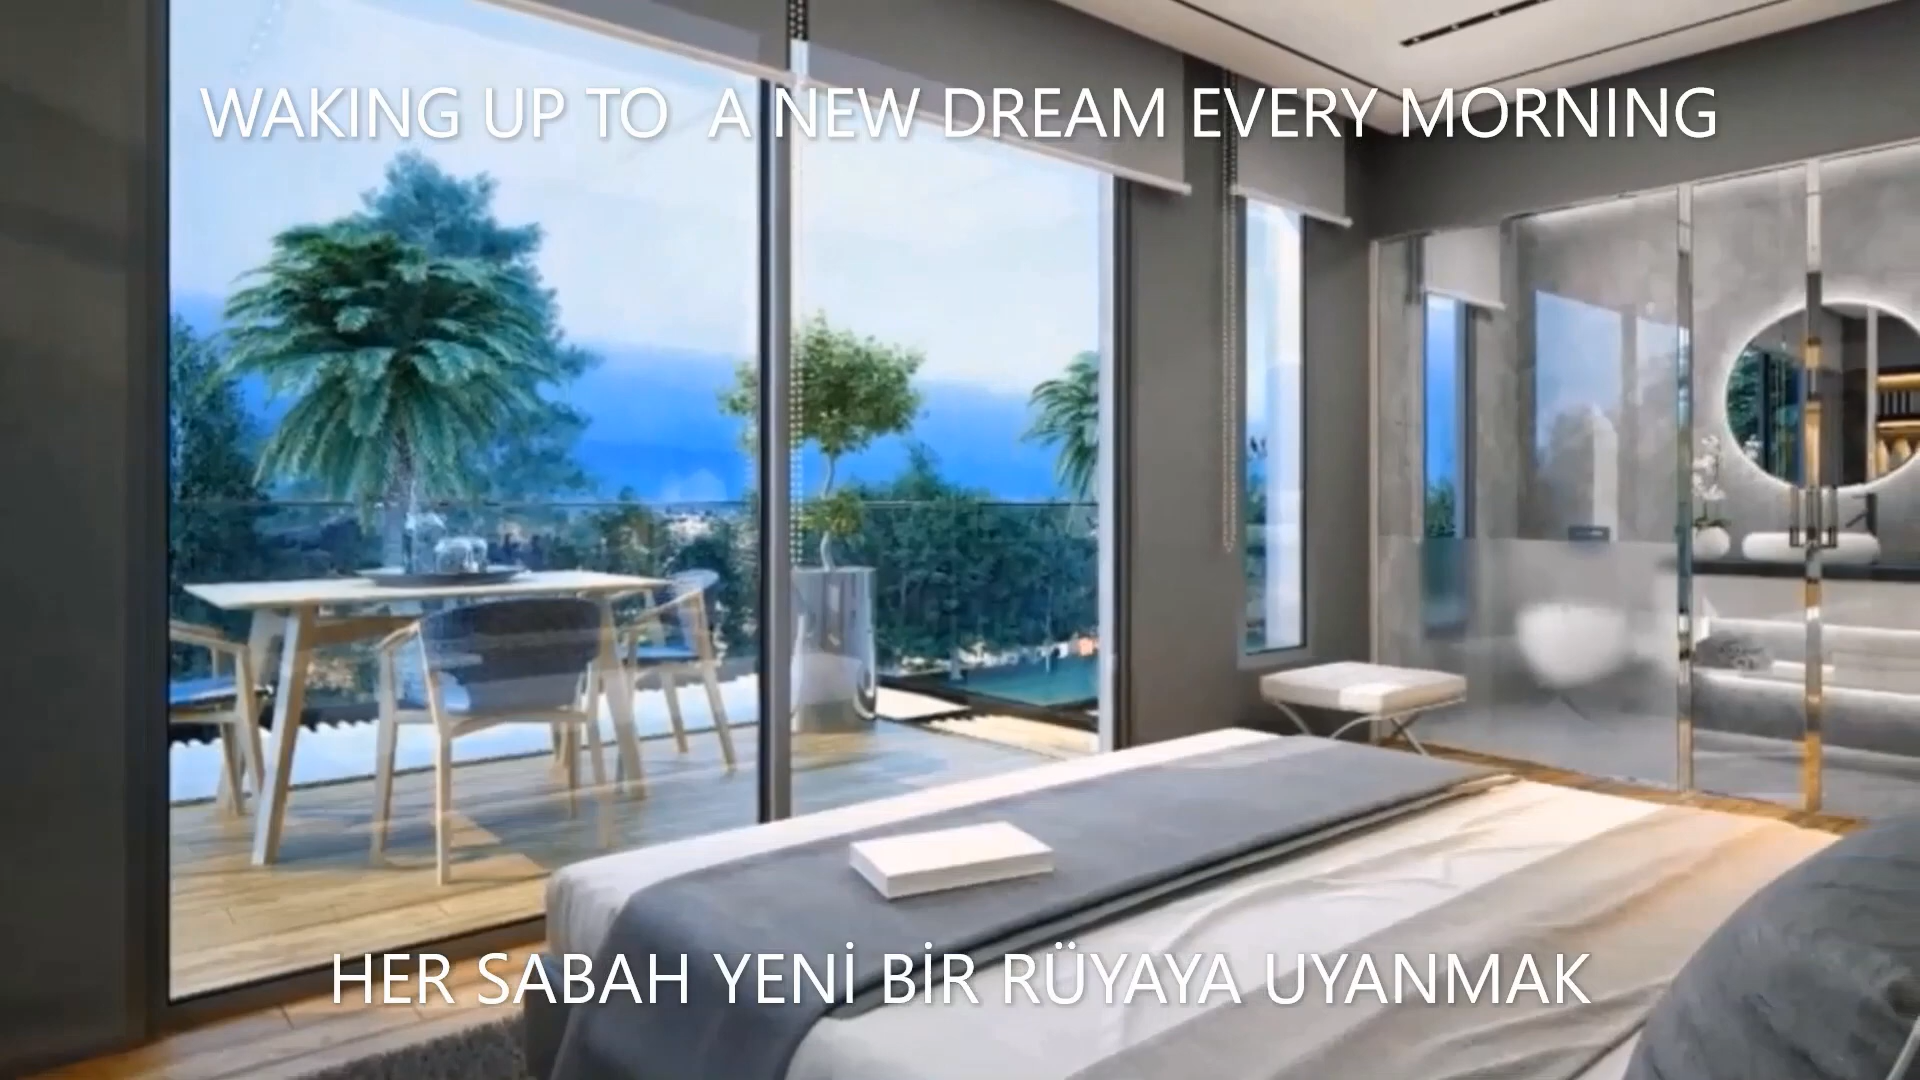 WAKING UP TO  A NEW DREAM EVERY MORNING
HER SABAH YENİ BİR RÜYAYA UYANMAK